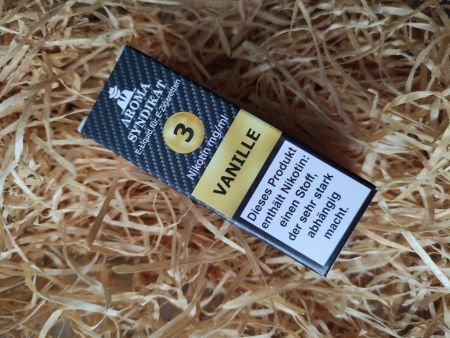 AROMA
SYNDIKAT
E-Liquid für E-Zigaretten
3
Nikotin mg/ml
VANILLE
Dieses Produkt
enthält Nikotin:
einen Stoff,
der sehr stark
abhängig
macht.